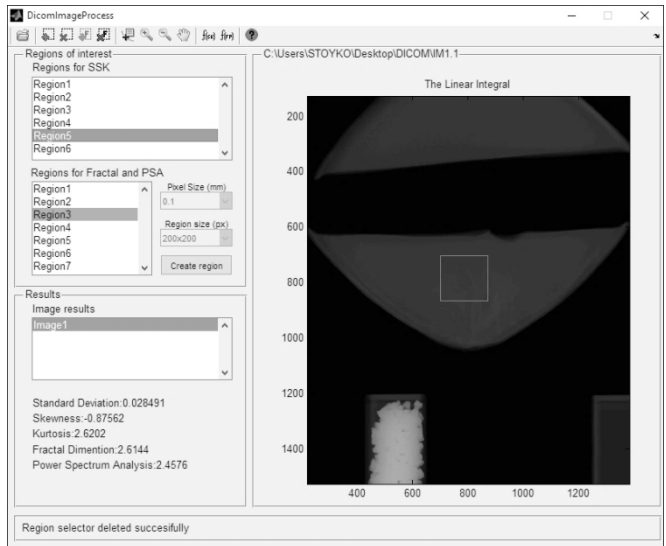 DicomImageProcess
f(x) f(m)
Regions of interest
Regions for SSK
Region1
Region2
Region3
Region4
Region5
Region6
Regions for Fractal and PSA
Region1
Region2
Region3
Region4
Region5
Region6
Region7
Pixel Size (mm)
0.1
Region size (px)
200x200
Create region
Results
Image results
Image1
Standard Deviation:0.028491
Skewness:-0.87562
Kurtosis:2.6202
Fractal Dimention:2.6144
Power Spectrum Analysis:2.4576
C:\Users\STOYKO\Desktop\DICOM\IM1.1
The Linear Integral
200
400
600
800
1000
1200
1400
400 600 800 1000 1200
Region selector deleted succesifully